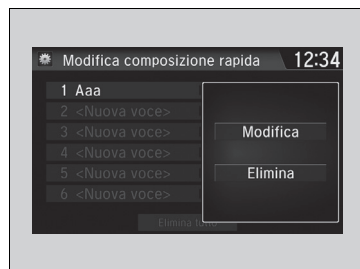 Modifica composizione rapida 12:34
1 Aaa
2 <Nuova voce>
3 <Nuova voce>
4 <Nuova voce>
5 <Nuova voce>
6 <Nuova voce>
Modifica
Elimina
Elimina tutto